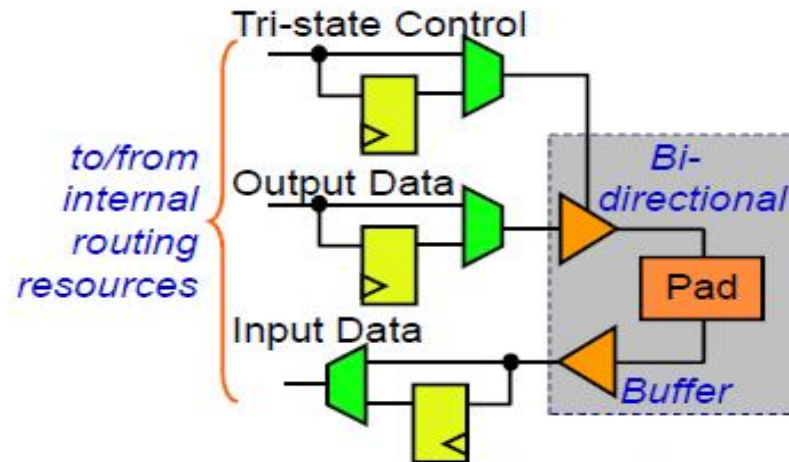 Tri-state Control
to/from
internal
routing
resources
Output Data
Input Data
Bi-
directional
Pad
Buffer